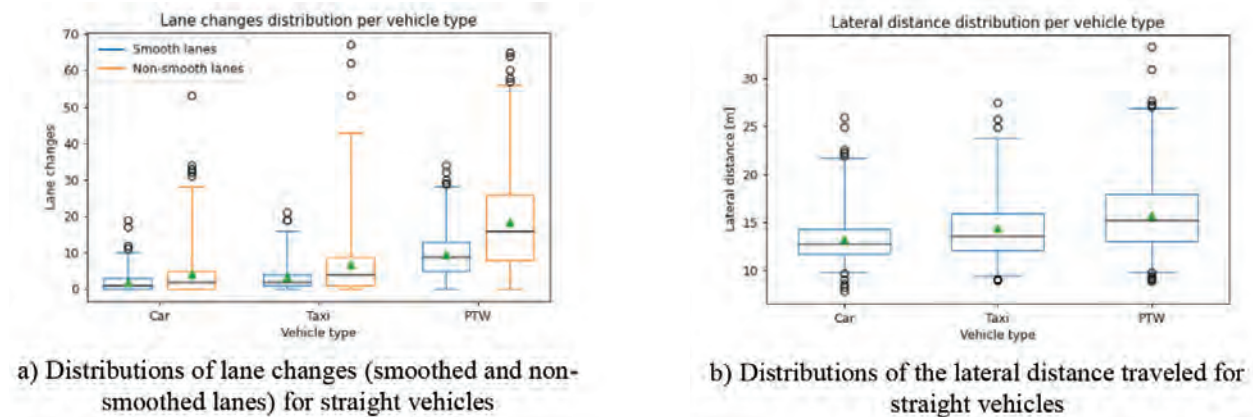 Lane changes distribution per vehicle type
70
60
50
40
30
20
10
0
Lane changes
Smooth lanes
Non-smooth lanes
Car
Taxi
PTW
Vehicle type
a) Distributions of lane changes (smoothed and non-
smoothed lanes) for straight vehicles
Lateral distance distribution per vehicle type
30
25
20
15
10
Lateral distance [m]
Car
Taxi
PTW
Vehicle type
b) Distributions of the lateral distance traveled for
straight vehicles